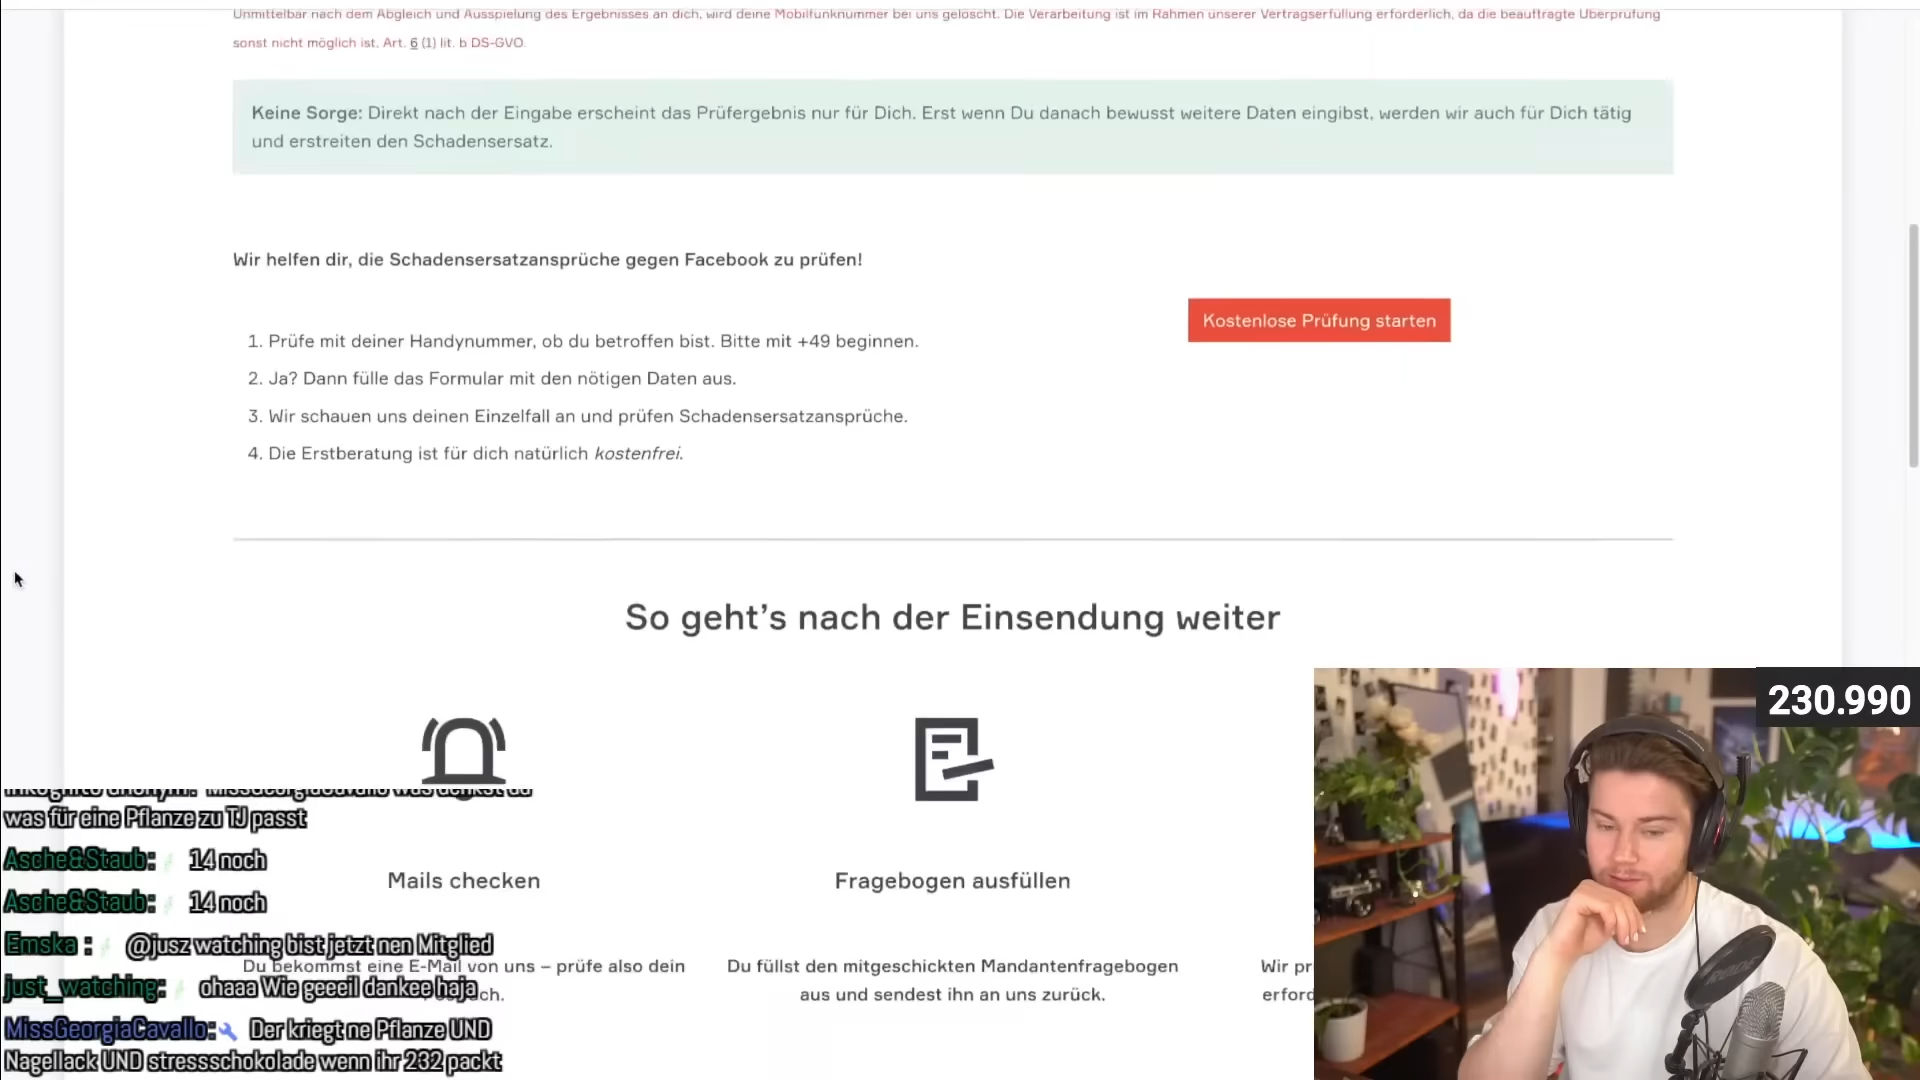 Unmittelbar nach dem Abgleich und Ausspielung des Ergebnisses an dich, wird deine Mobilfunknummer bei uns gelöscht. Die Verarbeitung ist im Rahmen unserer Vertragserfüllung erforderlich, da die beauftragte Überprüfung
sonst nicht möglich ist. Art. 6 (1) lit. b DS-GVO.
Keine Sorge: Direkt nach der Eingabe erscheint das Prüfergebnis nur für Dich. Erst wenn Du danach bewusst weitere Daten eingibst, werden wir auch für Dich tätig
und erstreiten den Schadensersatz.
Wir helfen dir, die Schadensersatzansprüche gegen Facebook zu prüfen!
Kostenlose Prüfung starten
1. Prüfe mit deiner Handynummer, ob du betroffen bist. Bitte mit +49 beginnen.
2. Ja? Dann fülle das Formular mit den nötigen Daten aus.
3. Wir schauen uns deinen Einzelfall an und prüfen Schadensersatzansprüche.
4. Die Erstberatung ist für dich natürlich kostenfrei.
So geht's nach der Einsendung weiter
230.990
Mails checken
Du bekommst eine E-Mail von uns – prüfe also dein
Fragebogen ausfüllen
Du füllst den mitgeschickten Mandantenfragebogen
aus und sendest ihn an uns zurück.
Wir pr
erford
was für eine Pflanze zu TJ passt
Asche&Staub: 14 noch
Asche&Staub: 14 noch
Emska : @jusz watching bist jetzt nen Mitglied
just_watching: ohaaa Wie geeeil dankee haja
MissGeorgiaCavallo: Der kriegt ne Pflanze UND
Nagellack UND stressschokolade wenn ihr 232 packt